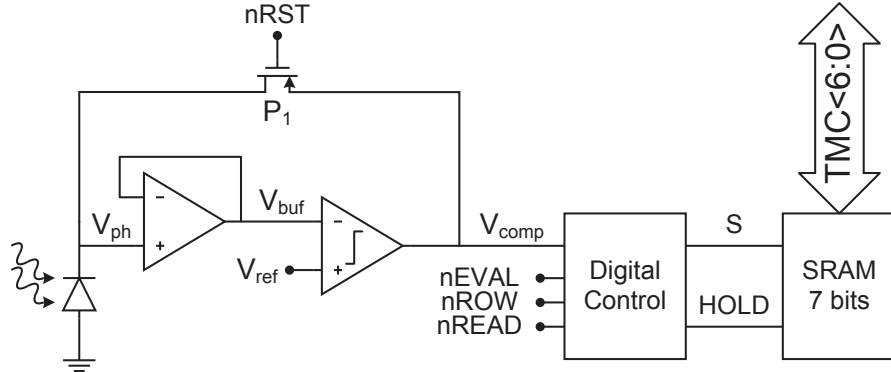 nRST
P1
TMC<6:0>
Vph
-
+
Vbuf
Vref
-
+
Vcomp
nEVAL
nROW
nREAD
Digital
Control
S
HOLD
SRAM
7 bits